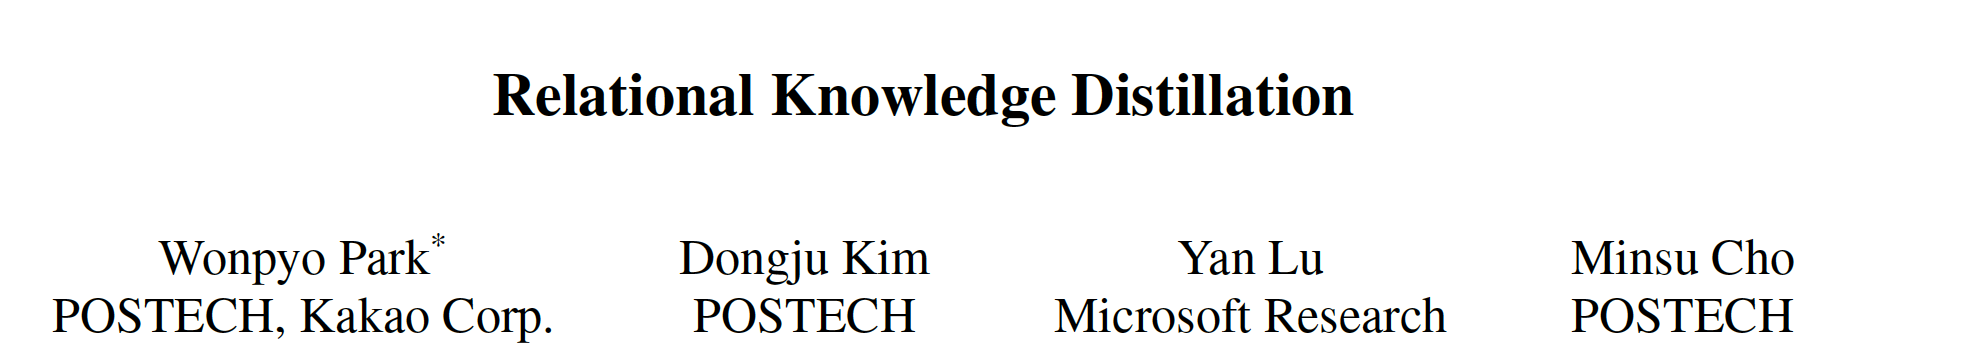 Relational Knowledge Distillation
Wonpyo Park* Dongju Kim Yan Lu Minsu Cho
POSTECH, Kakao Corp. POSTECH Microsoft Research POSTECH